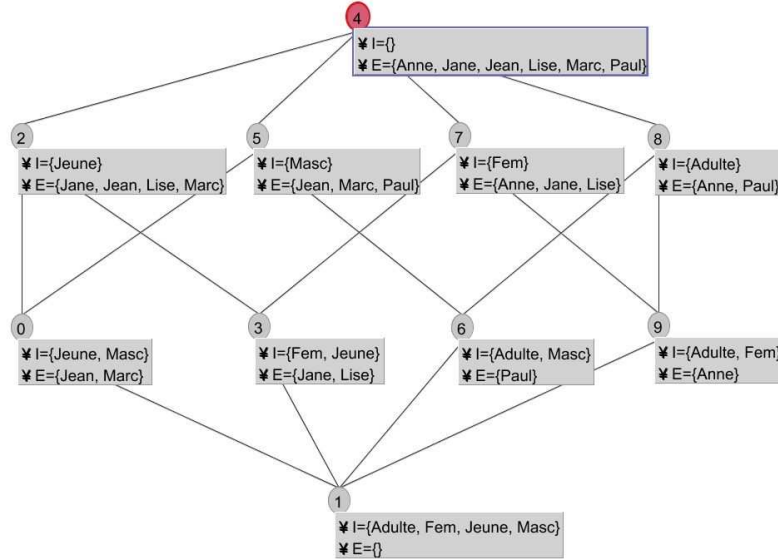 4
¥ I={}
¥ E={Anne, Jane, Jean, Lise, Marc, Paul}
2
5
7
8
¥ I={Jeune}
¥ E={Jane, Jean, Lise, Marc}
¥ I={Masc}
¥ E={Jean, Marc, Paul}
¥ I={Fem}
¥ E={Anne, Jane, Lise}
¥ I={Adulte}
¥ E={Anne, Paul}
0
3
6
9
¥ I={Jeune, Masc}
¥ E={Jean, Marc}
¥ I={Fem, Jeune}
¥ E={Jane, Lise}
¥ I={Adulte, Masc}
¥ E={Paul}
¥ I={Adulte, Fem}
¥ E={Anne}
1
¥ I={Adulte, Fem, Jeune, Masc}
¥ E={}